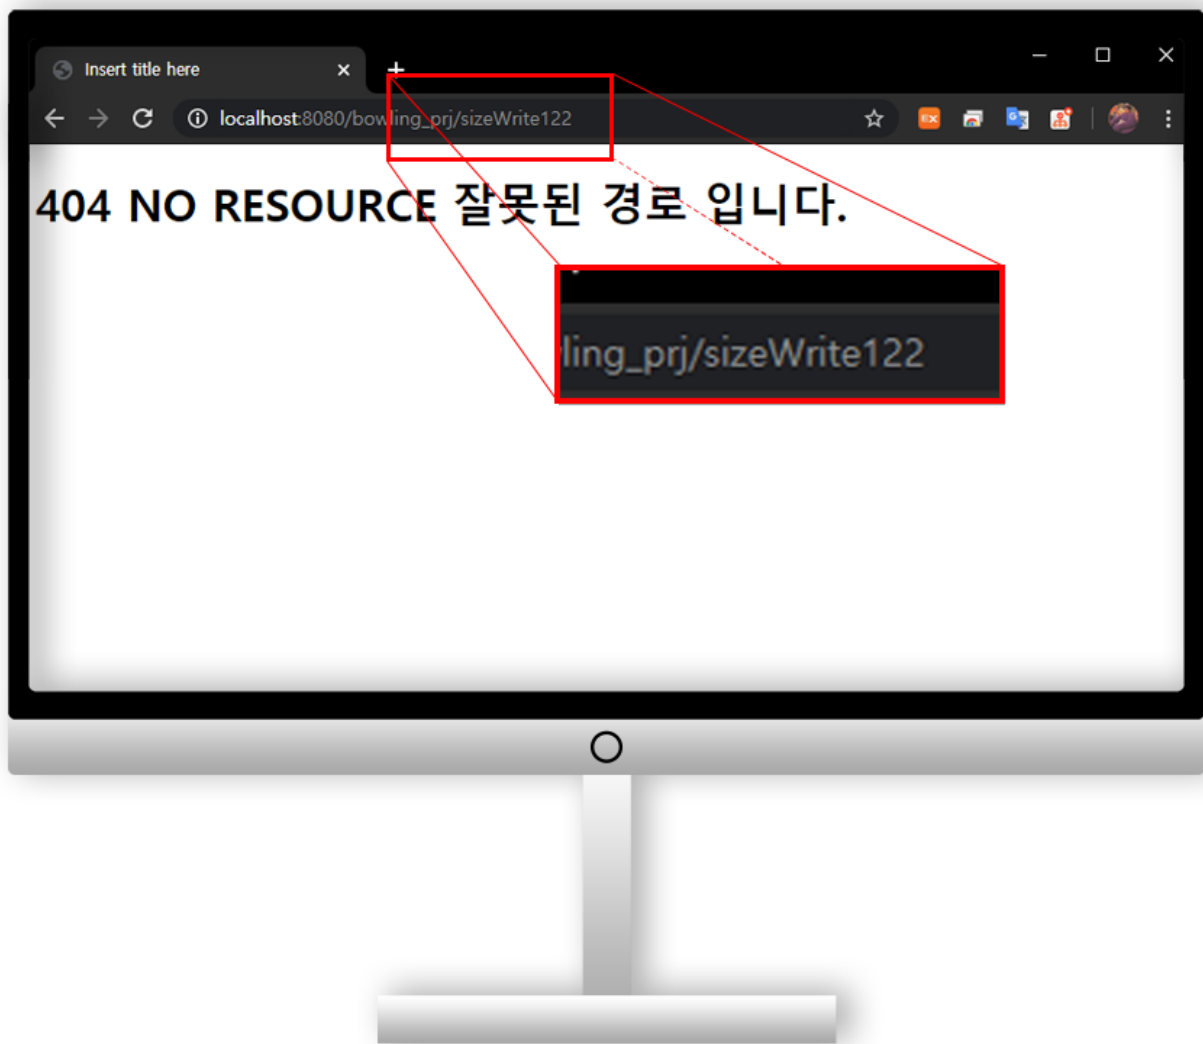 Insert title here
localhost:8080/bowling_prj/sizeWrite122
404 NO RESOURCE 잘못된 경로 입니다.
ling_prj/sizeWrite122